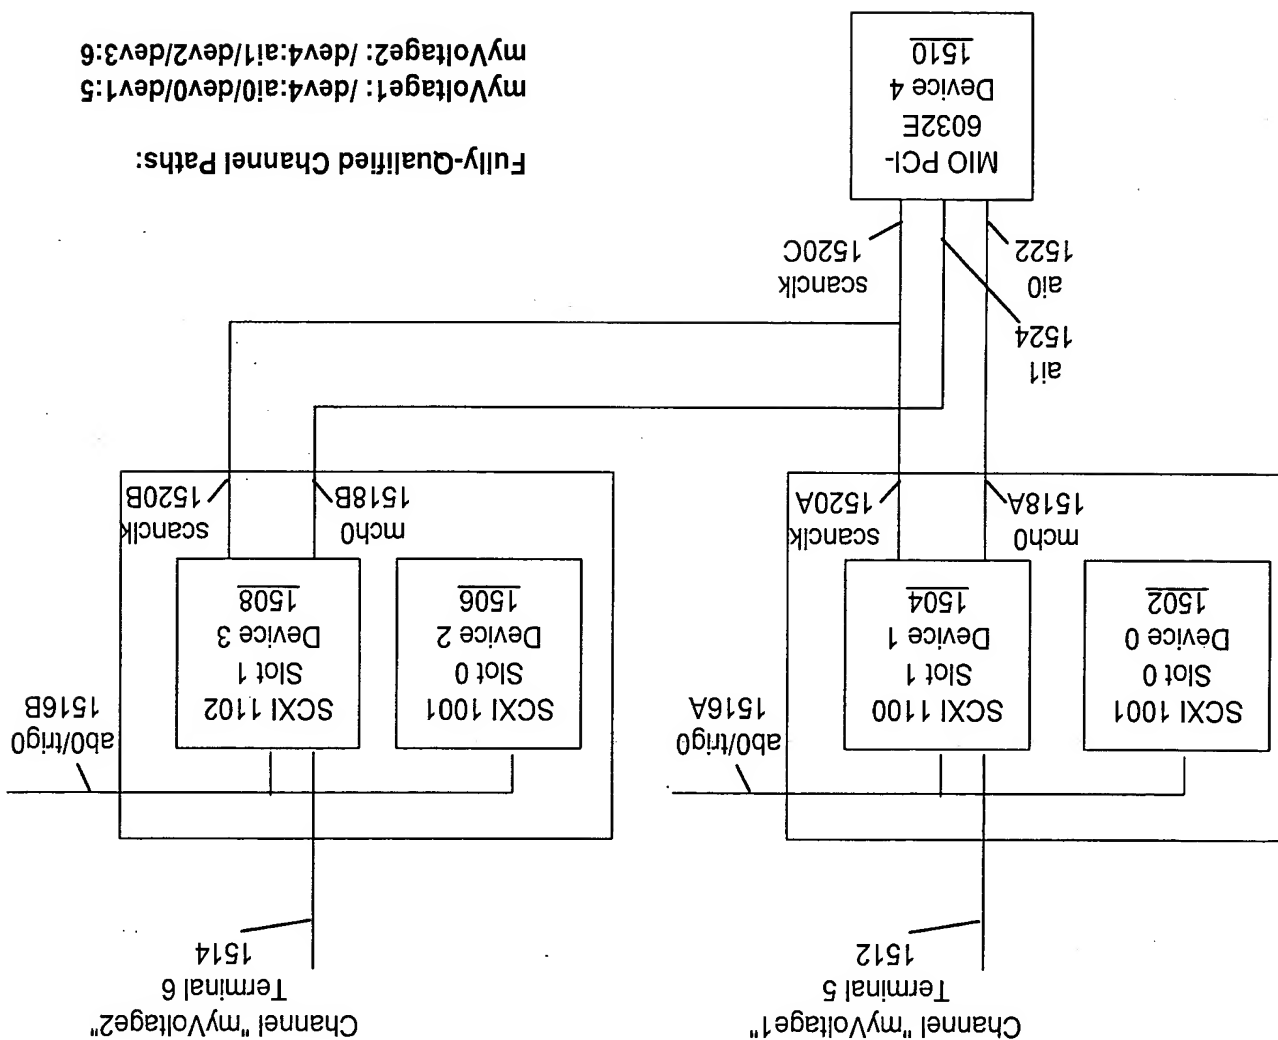 Channel "myVoltage1"
Terminal 5
1512
Channel "myVoltage2"
Terminal 6
1514
ab0/trig0
1516A
ab0/trig0
1516B
SCXI 1001
Slot 0
Device 0
1502
SCXI 1100
Slot 1
Device 1
1504
SCXI 1001
Slot 0
Device 2
1506
SCXI 1102
Slot 1
Device 3
1508
mch0
1518A
scanclk
1520A
mch0
1518B
scanclk
1520B
ai1
1524
ai0
1522
scanclk
1520C
MIO PCI-
6032E
Device 4
1510
Fully-Qualified Channel Paths:
myVoltage1: /dev4:ai0/dev0/dev1:5
myVoltage2: /dev4:ai1/dev2/dev3:6